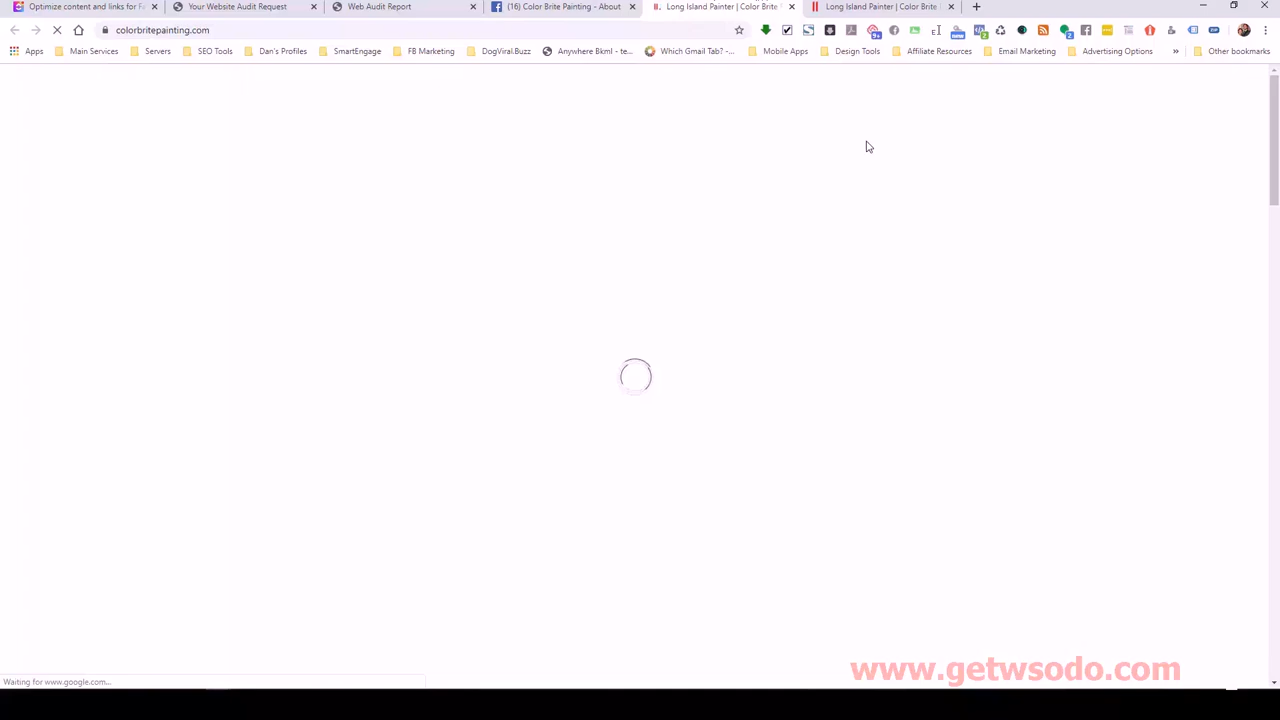 Optimize content and links for Fa
Your Website Audit Request
Web Audit Report
(16) Color Brite Painting - About
Long Island Painter | Color Brite
Long Island Painter | Color Brite
colorbritepainting.com
Apps
Main Services
Servers
SEO Tools
Dan's Profiles
SmartEngage
FB Marketing
DogViral.Buzz
Anywhere Bkml - te...
Which Gmail Tab? -...
Mobile Apps
Design Tools
Affiliate Resources
Email Marketing
Advertising Options
»
Other bookmarks
Waiting for www.google.com...
www.getwsodo.com